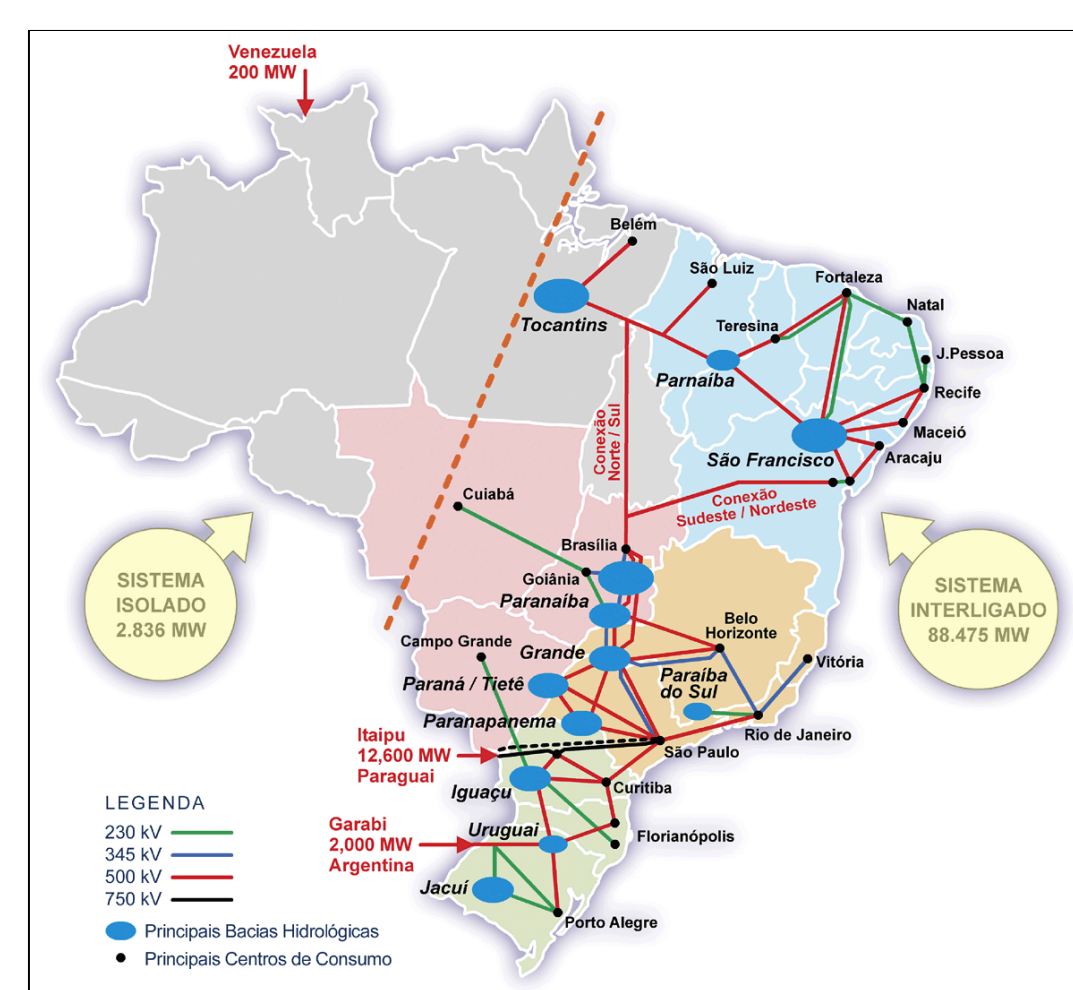 Venezuela
200 MW
Belém
São Luiz
Fortaleza
Natal
Tocantins
Teresina
J.Pessoa
Parnaíba
Recife
Maceió
São Francisco
Aracaju
Conexão
Norte / Sul
Conexão
Sudeste / Nordeste
Cuiabá
Brasília
Goiânia
SISTEMA
ISOLADO
2.836 MW
SISTEMA
INTERLIGADO
88.475 MW
Paranaíba
Belo
Horizonte
Campo Grande
Grande
Vitória
Paraíba
do Sul
Paraná / Tietê
Paranapanema
Rio de Janeiro
São Paulo
Itaipu
12,600 MW
Paraguai
Iguaçu
Curitiba
Garabi
2,000 MW
Argentina
Uruguai
Florianópolis
Jacuí
Porto Alegre
LEGENDA
230 kV
345 kV
500 kV
750 kV
Principais Bacias Hidrológicas
Principais Centros de Consumo